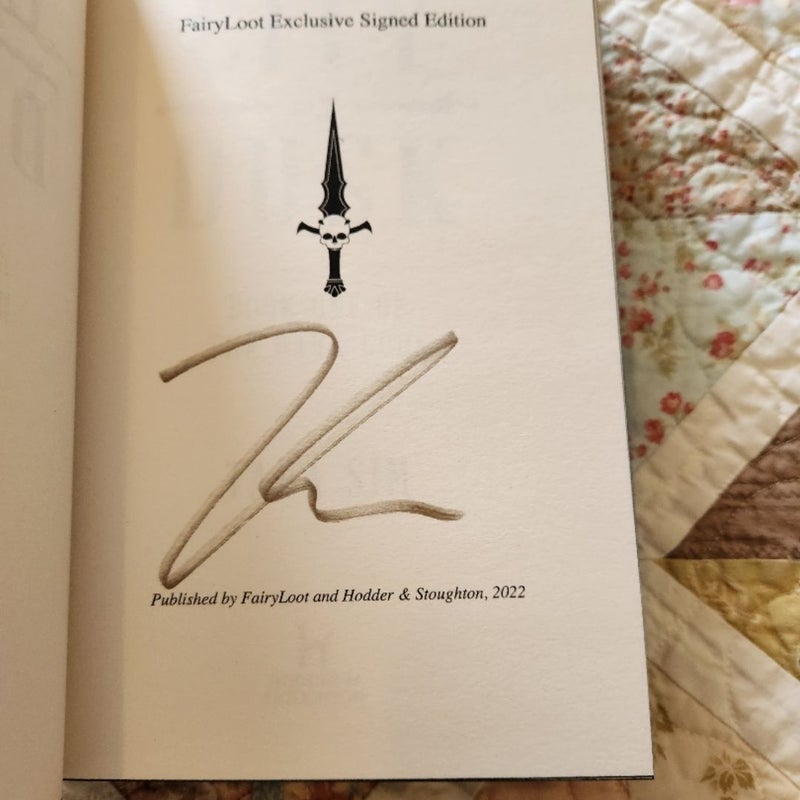 FairyLoot Exclusive Signed Edition
Published by FairyLoot and Hodder & Stoughton, 2022